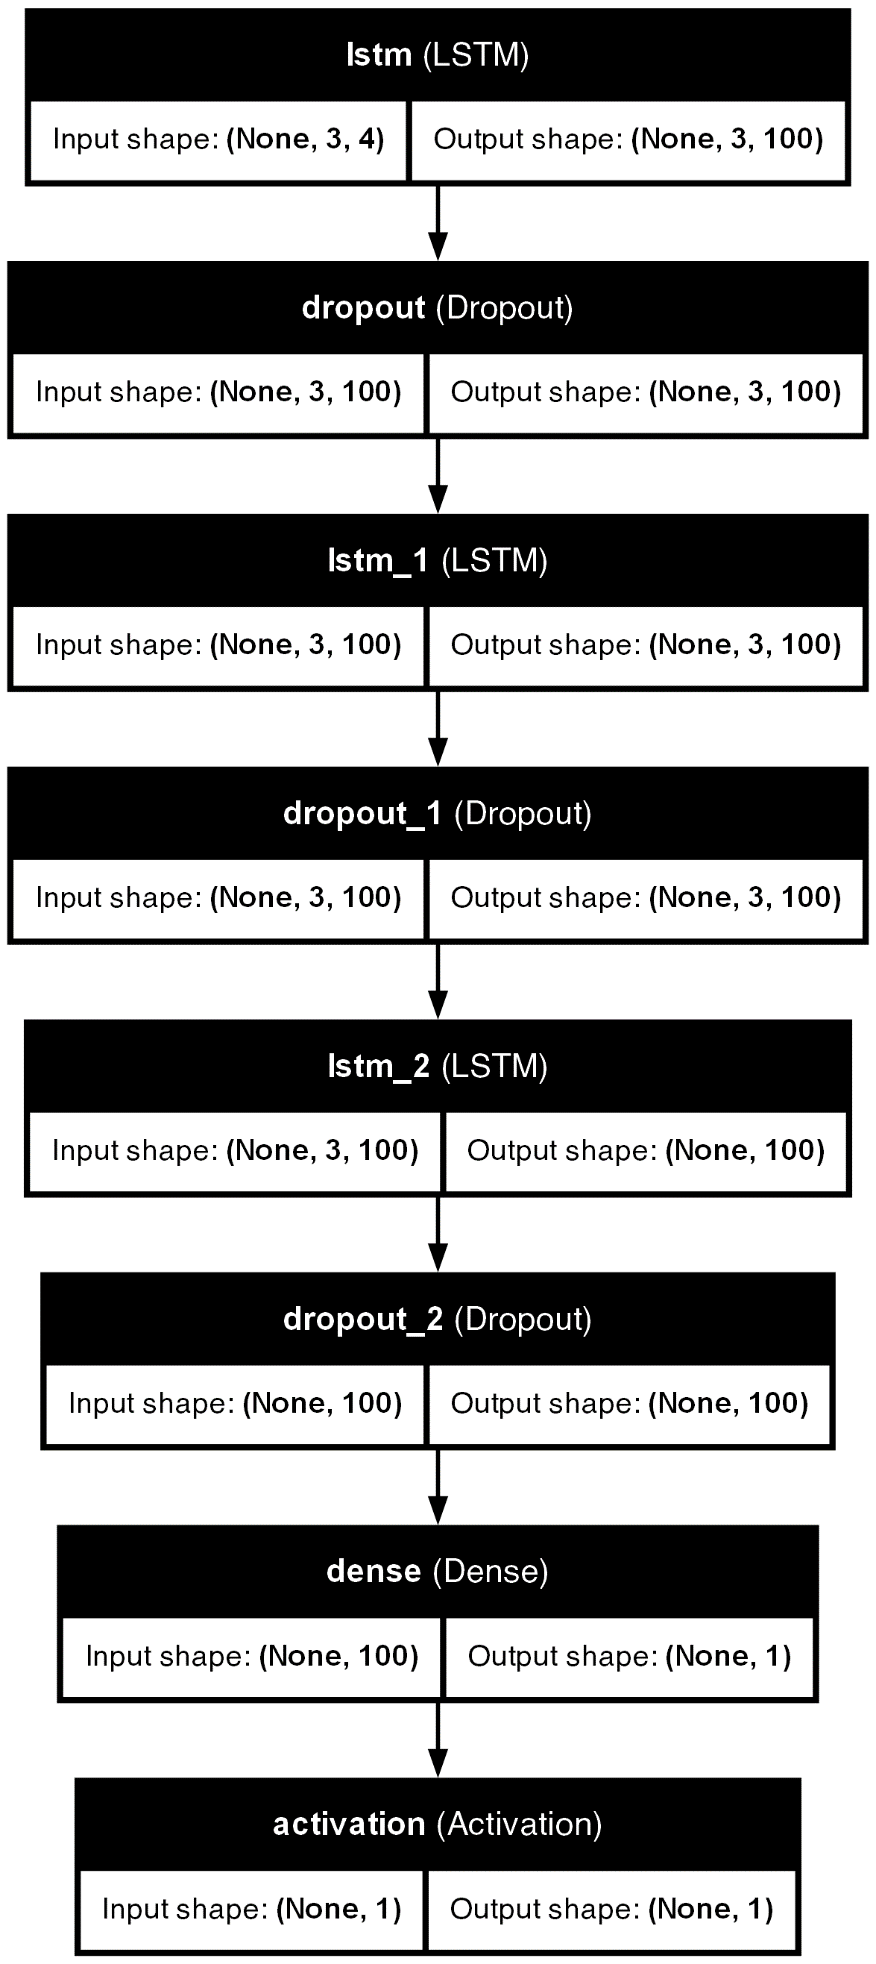 lstm (LSTM)
Input shape: (None, 3, 4) Output shape: (None, 3, 100)
dropout (Dropout)
Input shape: (None, 3, 100) Output shape: (None, 3, 100)
lstm_1 (LSTM)
Input shape: (None, 3, 100) Output shape: (None, 3, 100)
dropout_1 (Dropout)
Input shape: (None, 3, 100) Output shape: (None, 3, 100)
lstm_2 (LSTM)
Input shape: (None, 3, 100) Output shape: (None, 100)
dropout_2 (Dropout)
Input shape: (None, 100) Output shape: (None, 100)
dense (Dense)
Input shape: (None, 100) Output shape: (None, 1)
activation (Activation)
Input shape: (None, 1) Output shape: (None, 1)